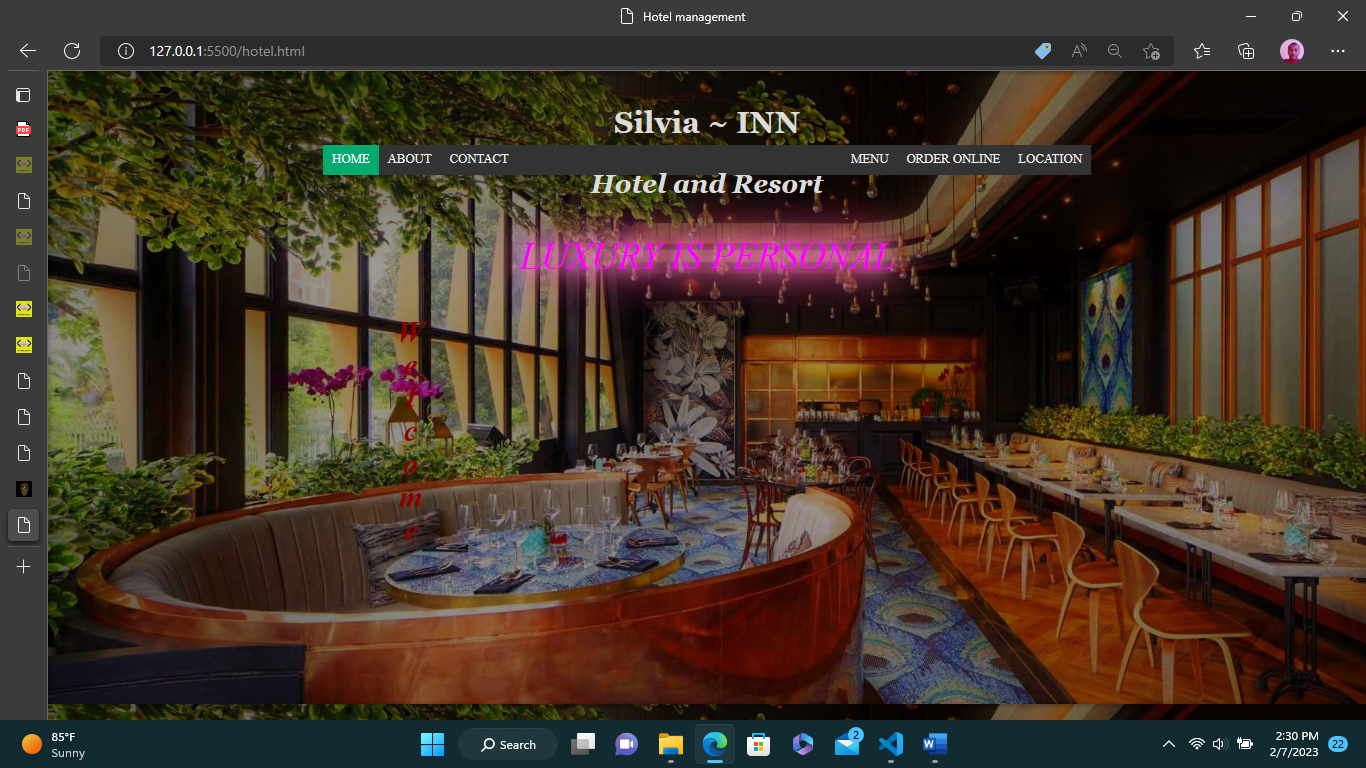 Hotel management
127.0.0.1:5500/hotel.html
PDF
Silvia ~ INN
HOME ABOUT CONTACT MENU ORDER ONLINE LOCATION
Hotel and Resort
LUXURY IS PERSONAL
W
e
l
c
o
m
e
85°F
Sunny
Search
2
2:30 PM
2/7/2023
22